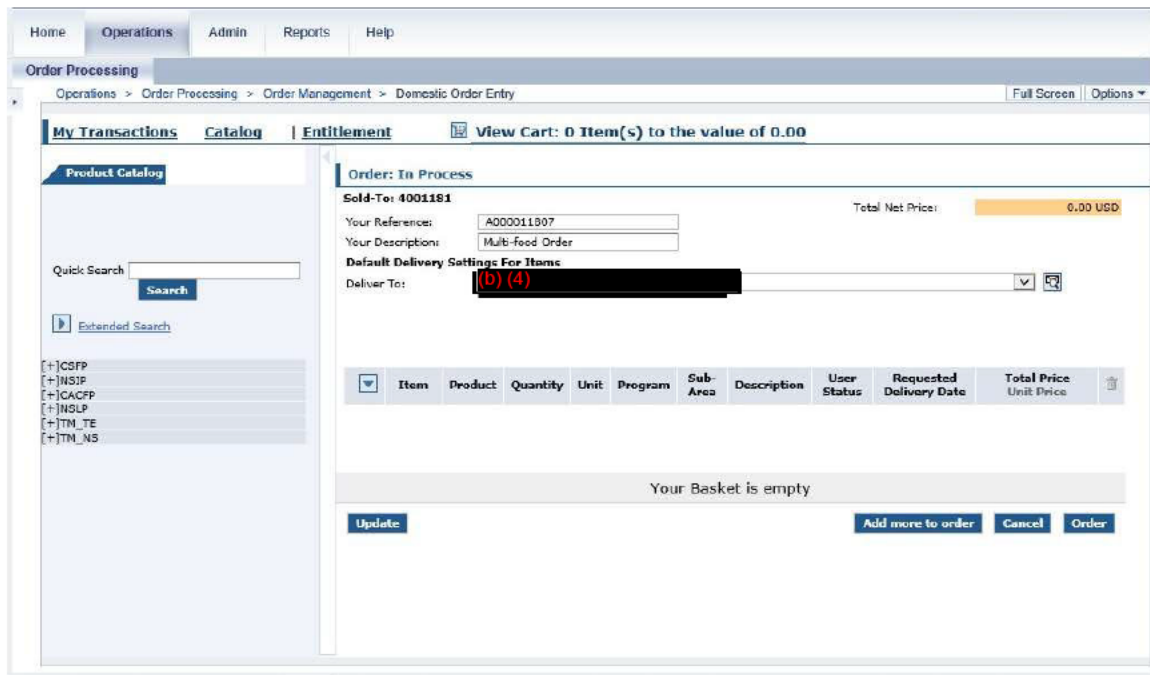 Home Operations Admin Reports Help
Order Processing
Operations > Order Processing > Order Management > Domestic Order Entry Full Screen Options
My Transactions Catalog | Entitlement View Cart: 0 Item(s) to the value of 0.00
Product Catalog
Quick Search
Search
Extended Search
[+]CSFP
[+]NSIP
[+]CACFP
[+]NSLP
[+]TM_TE
[+]TM_NS
Order: In Process
Sold-To: 4001181
Total Net Price: 0.00 USD
Your Reference: A000011807
Your Description: Multi-food Order
Default Delivery Settings For Items
Deliver To: (b) (4)
Item Product Quantity Unit Program Sub-Area Description User Status Requested Delivery Date Total Price Unit Price
Your Basket is empty
Update Add more to order Cancel Order